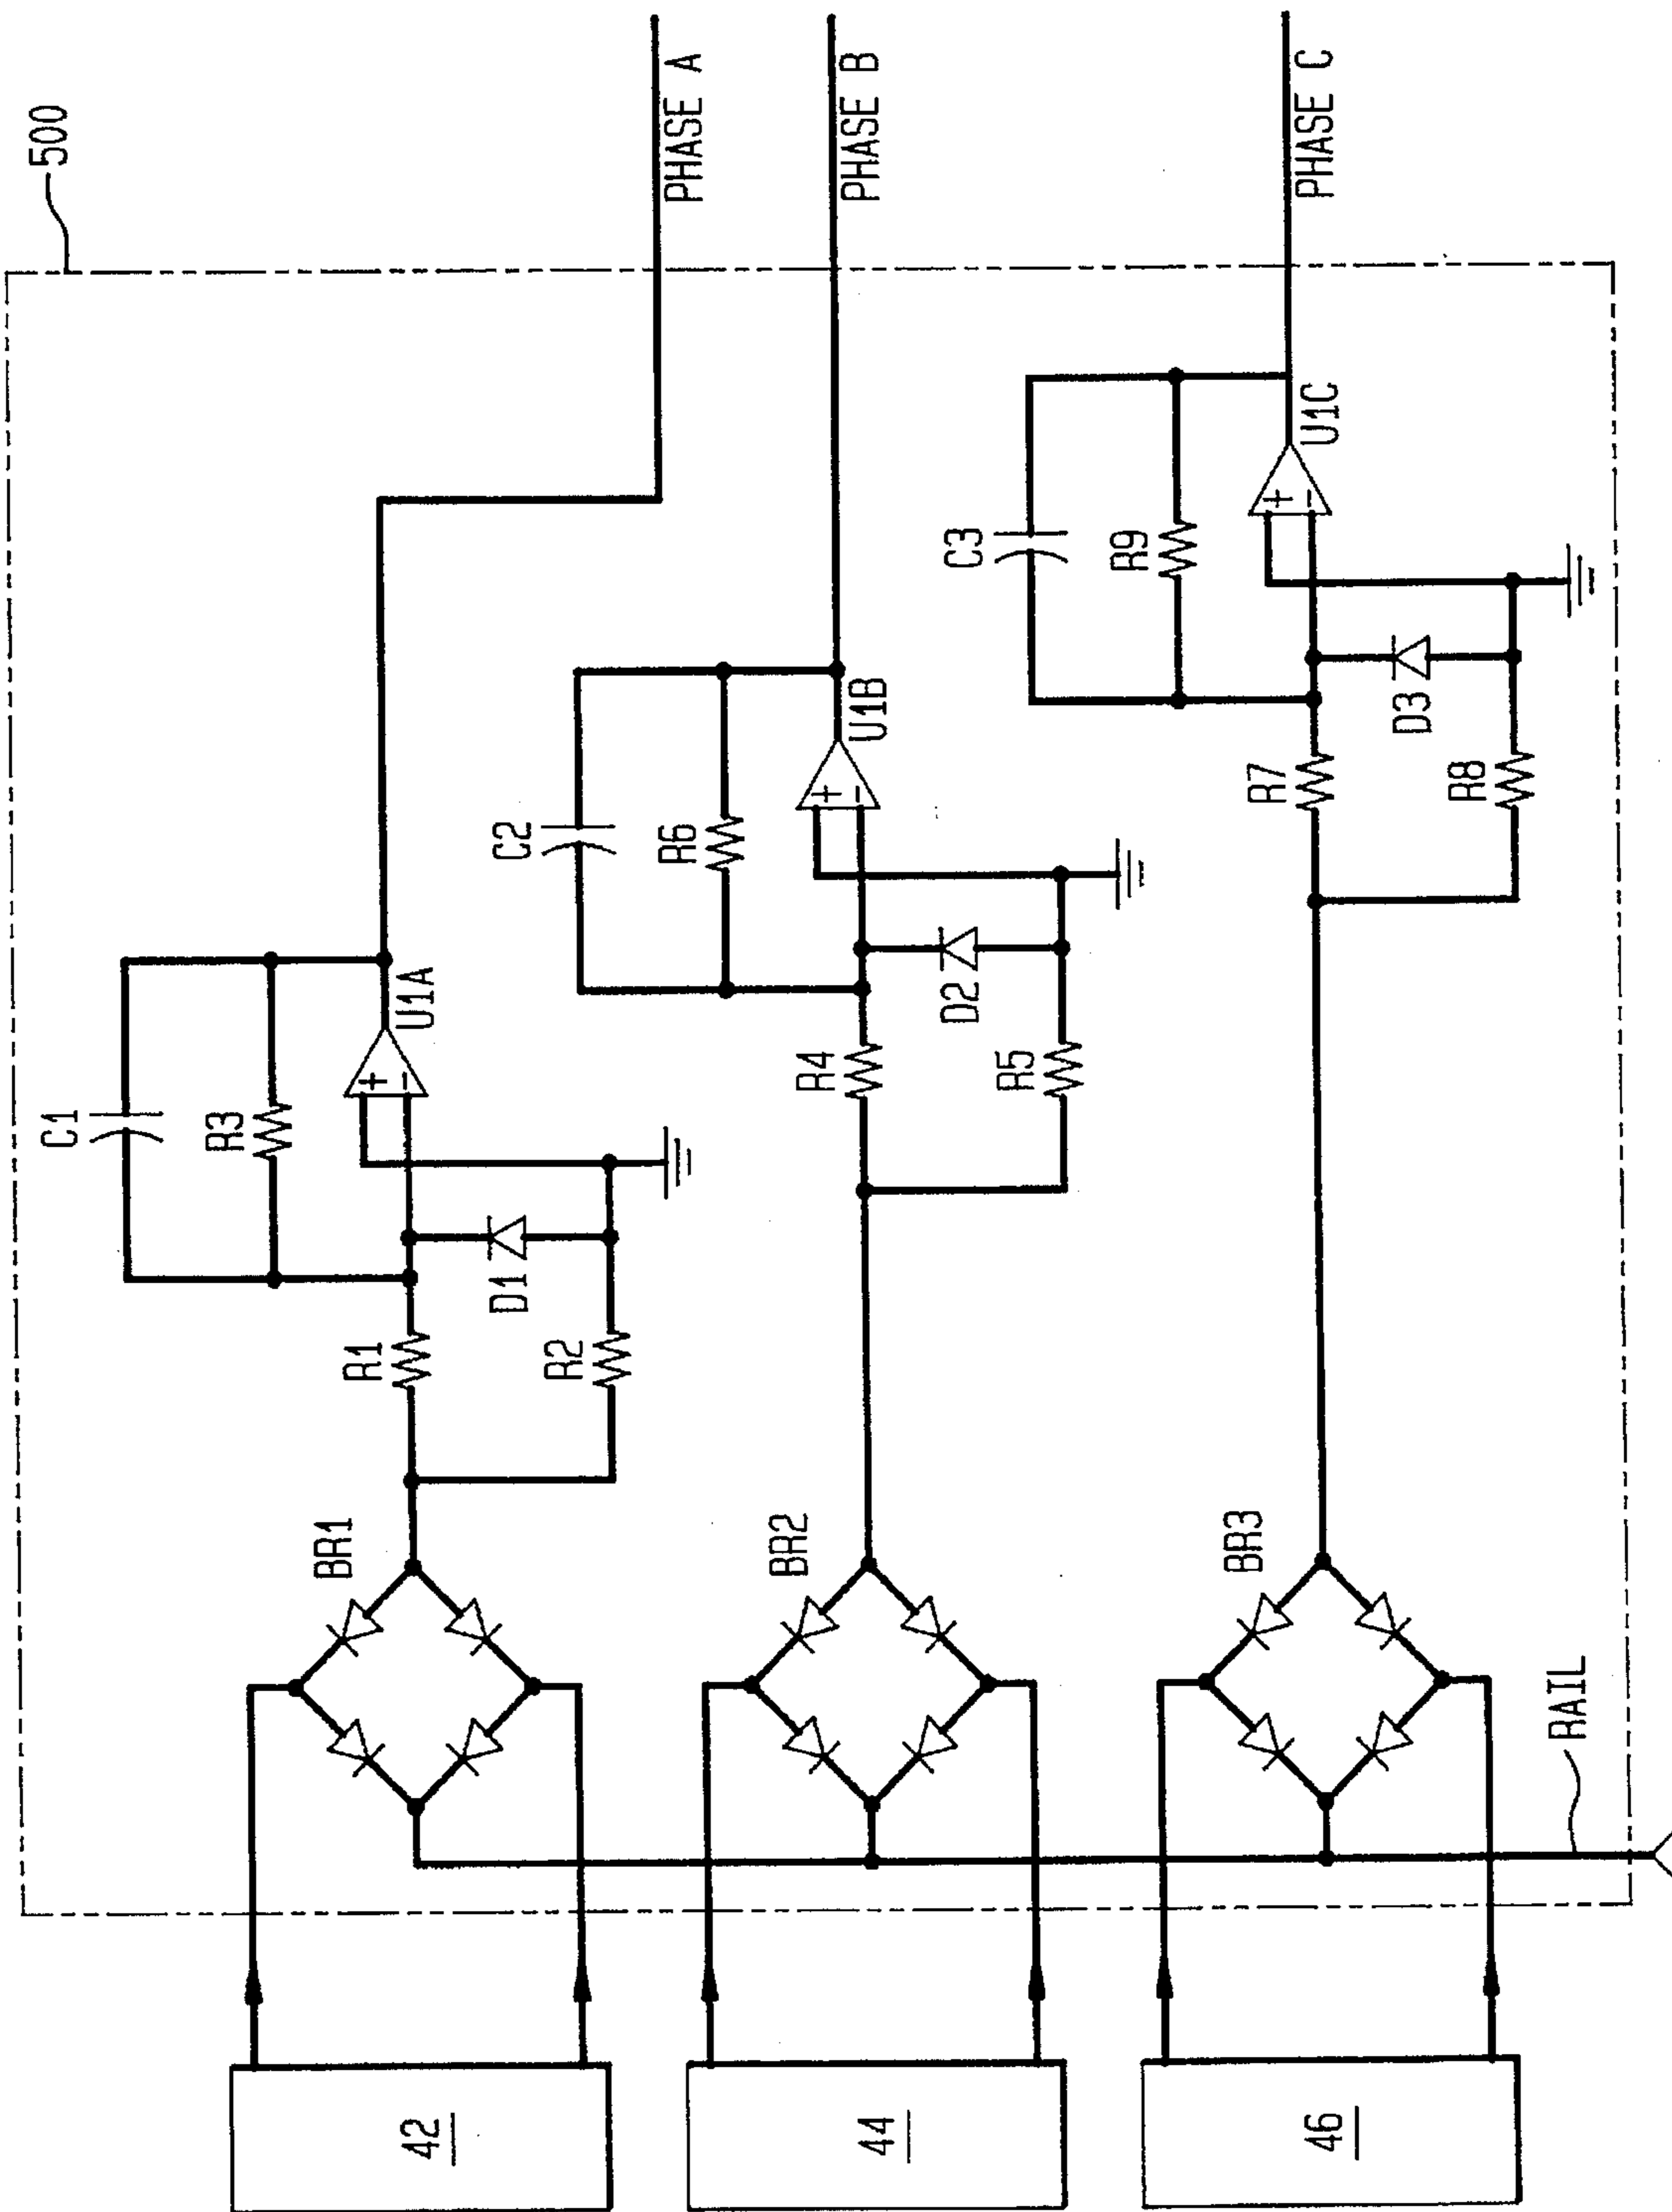 500
PHASE A
PHASE B
PHASE C
C1
R3
U1A
R1
D1
R2
BR1
42
C2
R6
U1B
R4
D2
R5
BR2
44
C3
R9
U1C
R7
D3
R8
BR3
RAIL
46
+
-
+
-
+
-